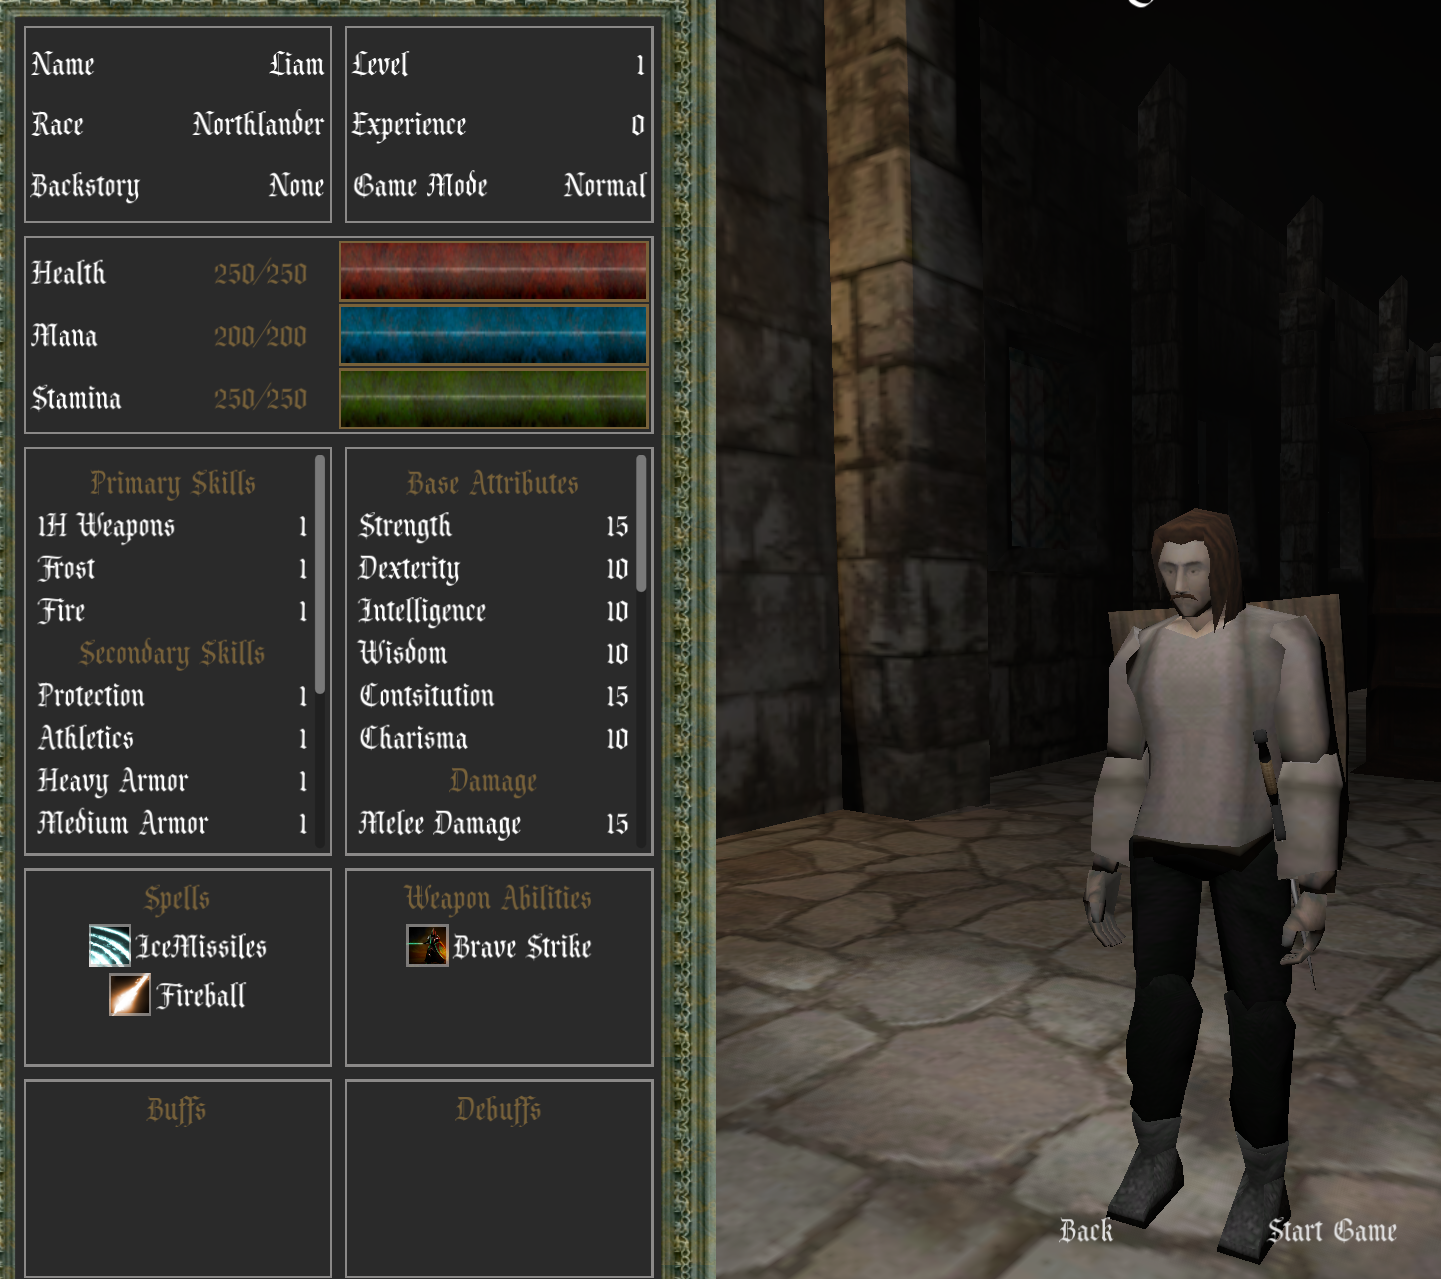 Name Liam
Race Northlander
Backstory None
Level 1
Experience 0
Game Mode Normal
Health 250/250
Mana 200/200
Stamina 250/250
Primary Skills
1H Weapons 1
Frost 1
Fire 1
Secondary Skills
Protection 1
Athletics 1
Heavy Armor 1
Medium Armor 1
Base Attributes
Strength 15
Dexterity 10
Intelligence 10
Wisdom 10
Contsitution 15
Charisma 10
Damage
Melee Damage 15
Spells
IceMissiles
Fireball
Weapon Abilities
Brave Strike
Buffs
Debuffs
Back
Start Game